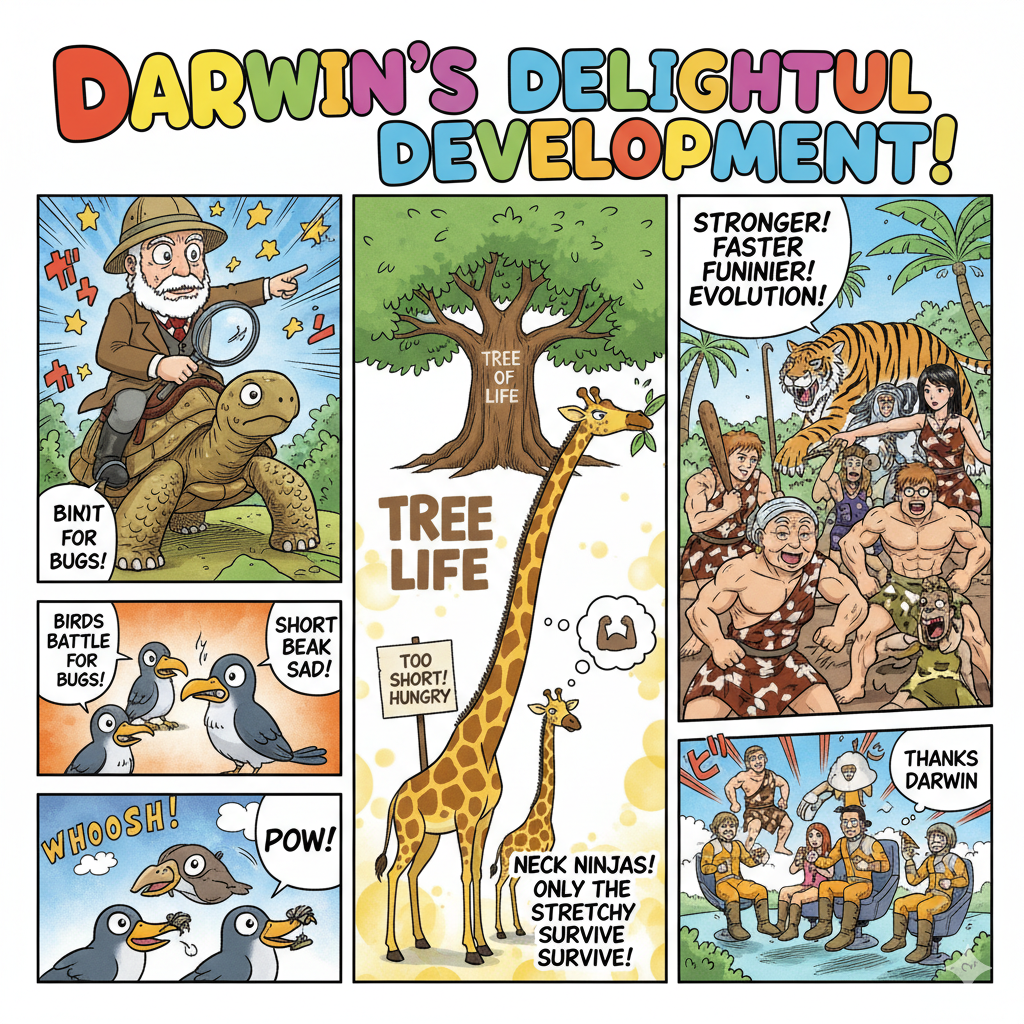 DARWIN'S DELIGHTUL
DEVELOPMENT!
BINIT
FOR
BUGS!
BIRDS
BATTLE
FOR
BUGS!
SHORT
BEAK
SAD!
WHOOSH!
POW!
TREE
OF
LIFE
TREE
LIFE
TOO
SHORT!
HUNGRY
NECK NINJAS!
ONLY THE
STRETCHY
SURVIVE
SURVIVE!
STRONGER!
FASTER
FUNINIER!
EVOLUTION!
ビ
THANKS
DARWIN